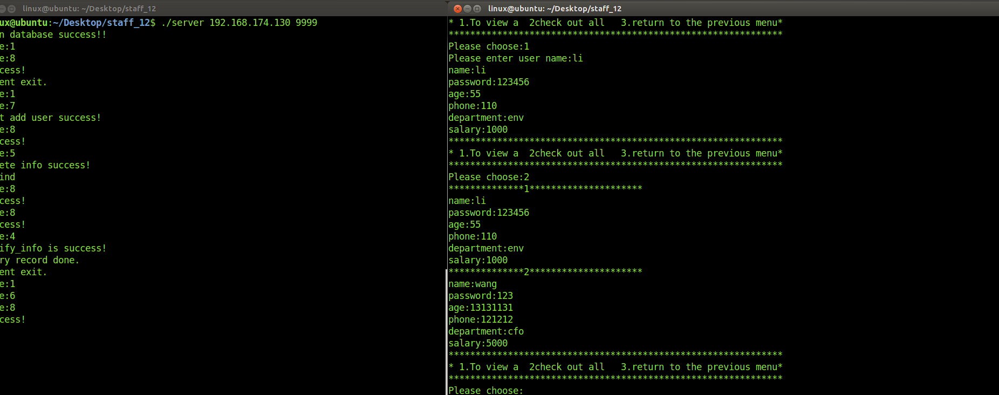 linux@ubuntu: ~/Desktop/staff_12
ux@ubuntu:~/Desktop/staff_12$ ./server 192.168.174.130 9999
n database success!!
e:1
e:8
cess!
ent exit.
e:1
e:7
t add user success!
e:8
cess!
e:5
ete info success!
ind
e:8
cess!
e:8
cess!
e:4
ify_info is success!
ry record done.
ent exit.
e:1
e:6
e:8
cess!
linux@ubuntu: ~/Desktop/staff_12
* 1.To view a  2check out all   3.return to the previous menu*
**************************************************************
Please choose:1
Please enter user name:li
name:li
password:123456
age:55
phone:110
department:env
salary:1000
**************************************************************
* 1.To view a  2check out all   3.return to the previous menu*
**************************************************************
Please choose:2
**************1*********************
name:li
password:123456
age:55
phone:110
department:env
salary:1000
**************2*********************
name:wang
password:123
age:13131131
phone:121212
department:cfo
salary:5000
**************************************************************
* 1.To view a  2check out all   3.return to the previous menu*
**************************************************************
Please choose: